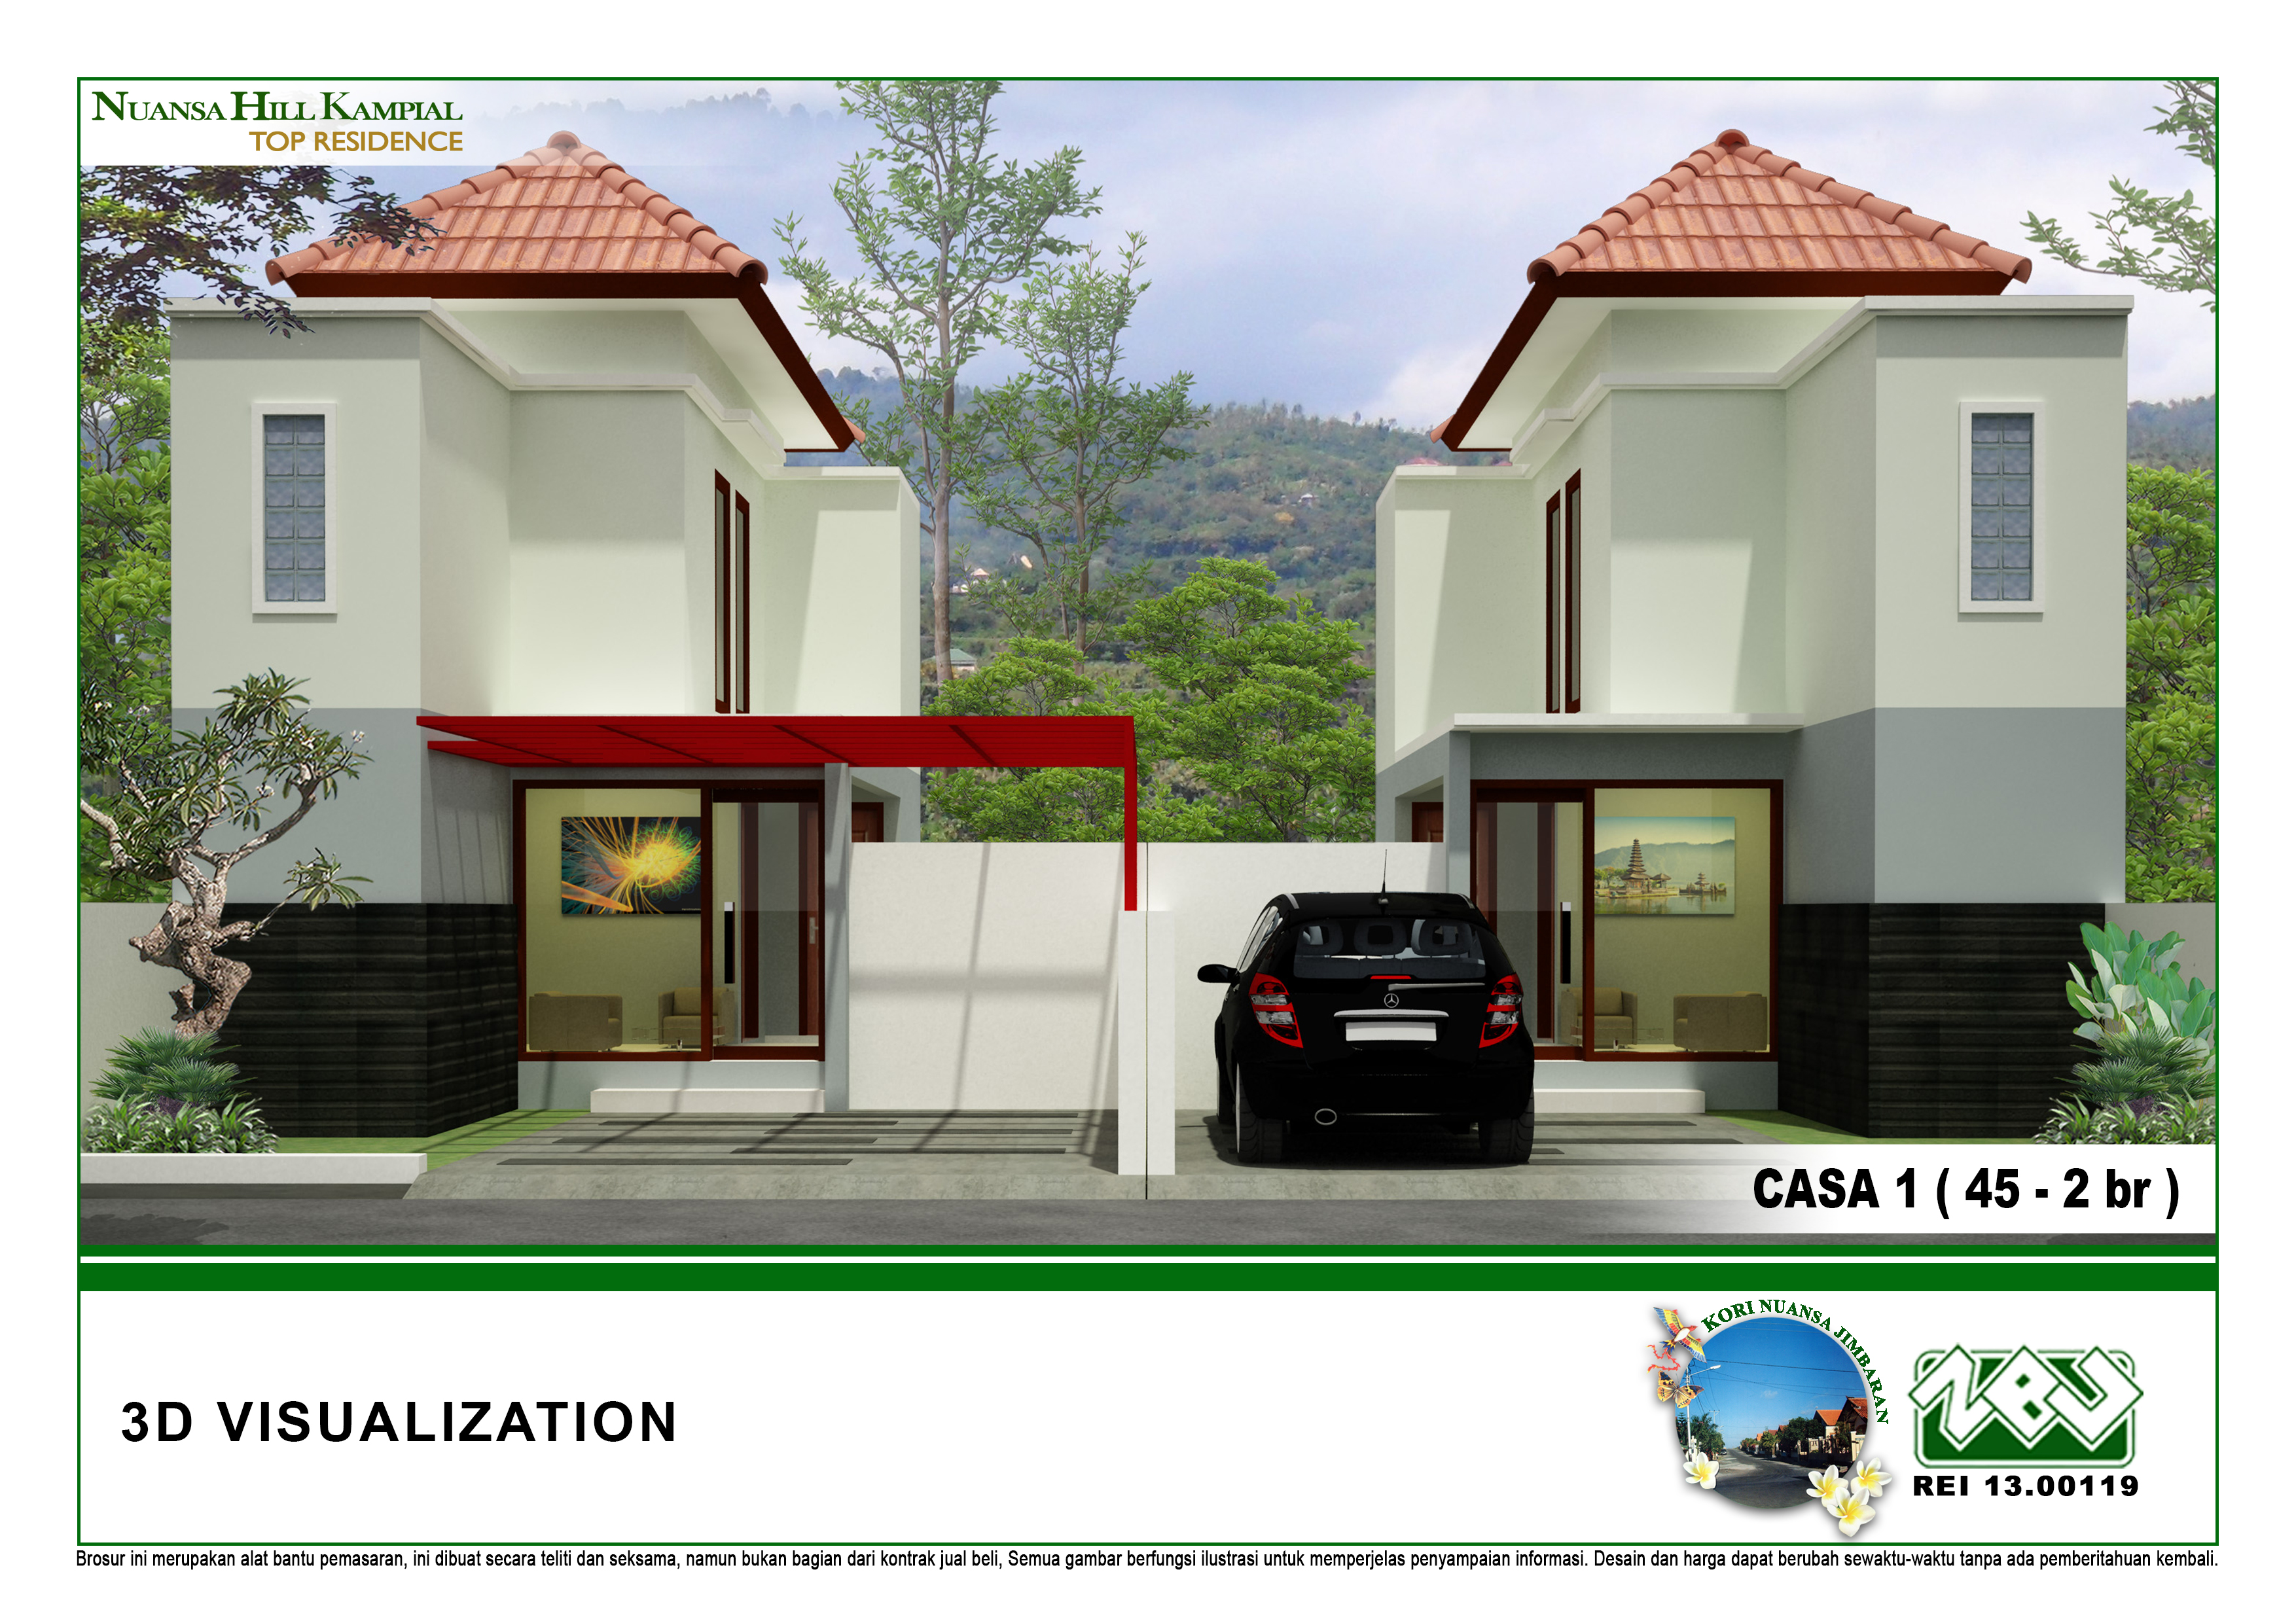 NUANSA HILL KAMPIAL
TOP RESIDENCE
CASA 1 ( 45 - 2 br )
3D VISUALIZATION
KORI NUANSA JIMBARAN
NBU
REI 13.00119
Brosur ini merupakan alat bantu pemasaran, ini dibuat secara teliti dan seksama, namun bukan bagian dari kontrak jual beli, Semua gambar berfungsi ilustrasi untuk memperjelas penyampaian informasi. Desain dan harga dapat berubah sewaktu-waktu tanpa ada pemberitahuan kembali.